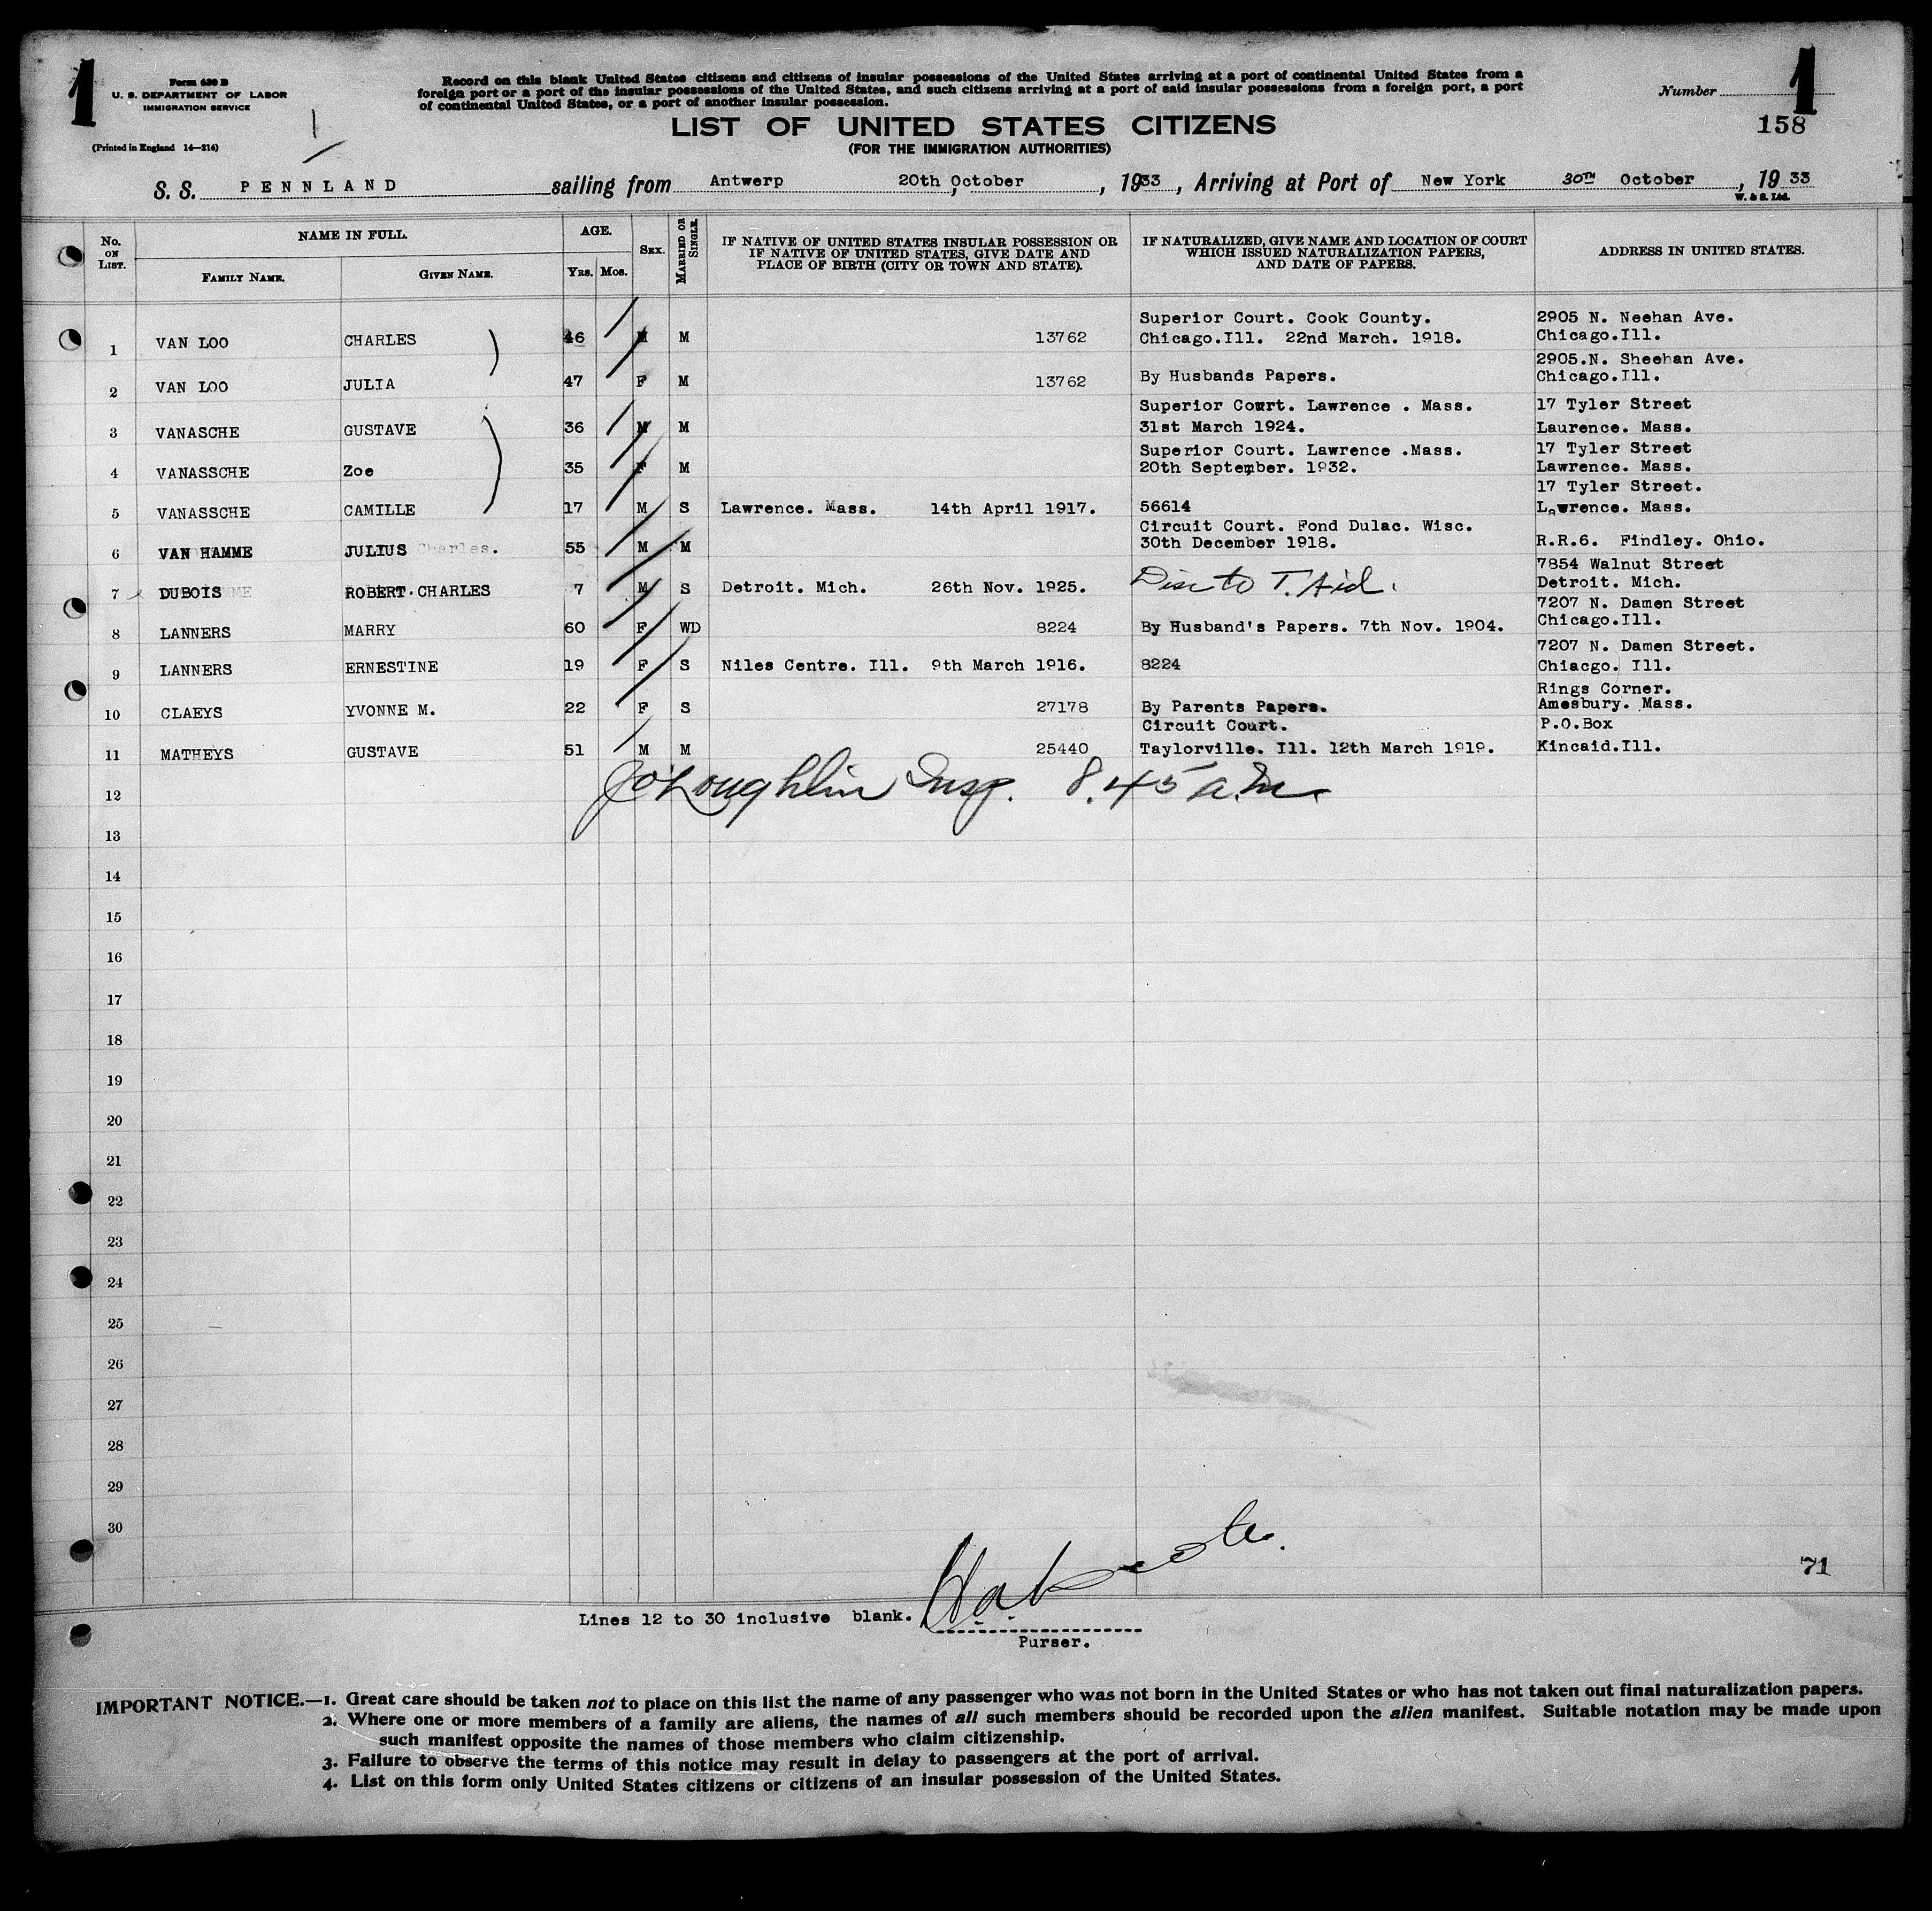 1
1
Form 630 B
U. S. DEPARTMENT OF LABOR
IMMIGRATION SERVICE
(Printed in England 14—214)
Record on this blank United States citizens and citizens of insular possessions of the United States arriving at a port of continental United States from a
foreign port or a port of the insular possessions of the United States, and such citizens arriving at a port of said insular possessions from a foreign port, a port
of continental United States, or a port of another insular possession.
Number
158
LIST OF UNITED STATES CITIZENS
(FOR THE IMMIGRATION AUTHORITIES)
S. S. PENNLAND sailing from Antwerp 20th October, 1933, Arriving at Port of New York 30TH October, 1933
W. & S. Ltd.
No. ON LIST. NAME IN FULL. AGE. SEX. MARRIED OR SINGLE. IF NATIVE OF UNITED STATES INSULAR POSSESSION OR IF NATIVE OF UNITED STATES, GIVE DATE AND PLACE OF BIRTH (CITY OR TOWN AND STATE). IF NATURALIZED, GIVE NAME AND LOCATION OF COURT WHICH ISSUED NATURALIZATION PAPERS, AND DATE OF PAPERS. ADDRESS IN UNITED STATES.
FAMILY NAME. GIVEN NAME. YRS. MOS.
Superior Court. Cook County. 2905 N. Neehan Ave.
1 VAN LOO CHARLES 46 M M 13762 Chicago.Ill. 22nd March. 1918. Chicago.Ill.
2905.N. Sheehan Ave.
2 VAN LOO JULIA 47 F M 13762 By Husbands Papers. Chicago.Ill.
Superior Court. Lawrence . Mass. 17 Tyler Street
3 VANASCHE GUSTAVE 36 M M 31st March 1924. Laurence. Mass.
Superior Court. Lawrence .Mass. 17 Tyler Street
4 VANASSCHE Zoe 35 F M 20th September. 1932. Lawrence. Mass.
17 Tyler Street.
5 VANASSCHE CAMILLE 17 M S Lawrence. Mass. 14th April 1917. 56614 Lawrence. Mass.
Circuit Court. Fond Dulac. Wisc.
6 VAN HAMME JULIUS Charles. 55 M M 30th December 1918. R.R.6. Findley. Ohio.
7854 Walnut Street
7 DUBOIS ROBERT.CHARLES 7 M S Detroit. Mich. 26th Nov. 1925. Disc to T. Aid. Detroit. Mich.
7207 N. Damen Street
8 LANNERS MARRY 60 F WD 8224 By Husband's Papers. 7th Nov. 1904. Chicago.Ill.
7207 N. Damen Street.
9 LANNERS ERNESTINE 19 F S Niles Centre. Ill. 9th March 1916. 8224 Chiacgo. Ill.
Rings Corner.
10 CLAEYS YVONNE M. 22 F S 27178 By Parents Papers. Amesbury. Mass.
Circuit Court. P.O.Box
11 MATHEYS GUSTAVE 51 M M 25440 Taylorville. Ill. 12th March 1919. Kincaid.Ill.
12 J O'Loughlin Insp. 8.45 a.m.
13
14
15
16
17
18
19
20
21
22
23
24
25
26
27
28
29
30
71
Lines 12 to 30 inclusive blank.
Purser.
IMPORTANT NOTICE.—1. Great care should be taken not to place on this list the name of any passenger who was not born in the United States or who has not taken out final naturalization papers.
2. Where one or more members of a family are aliens, the names of all such members should be recorded upon the alien manifest. Suitable notation may be made upon
such manifest opposite the names of those members who claim citizenship.
3. Failure to observe the terms of this notice may result in delay to passengers at the port of arrival.
4. List on this form only United States citizens or citizens of an insular possession of the United States.